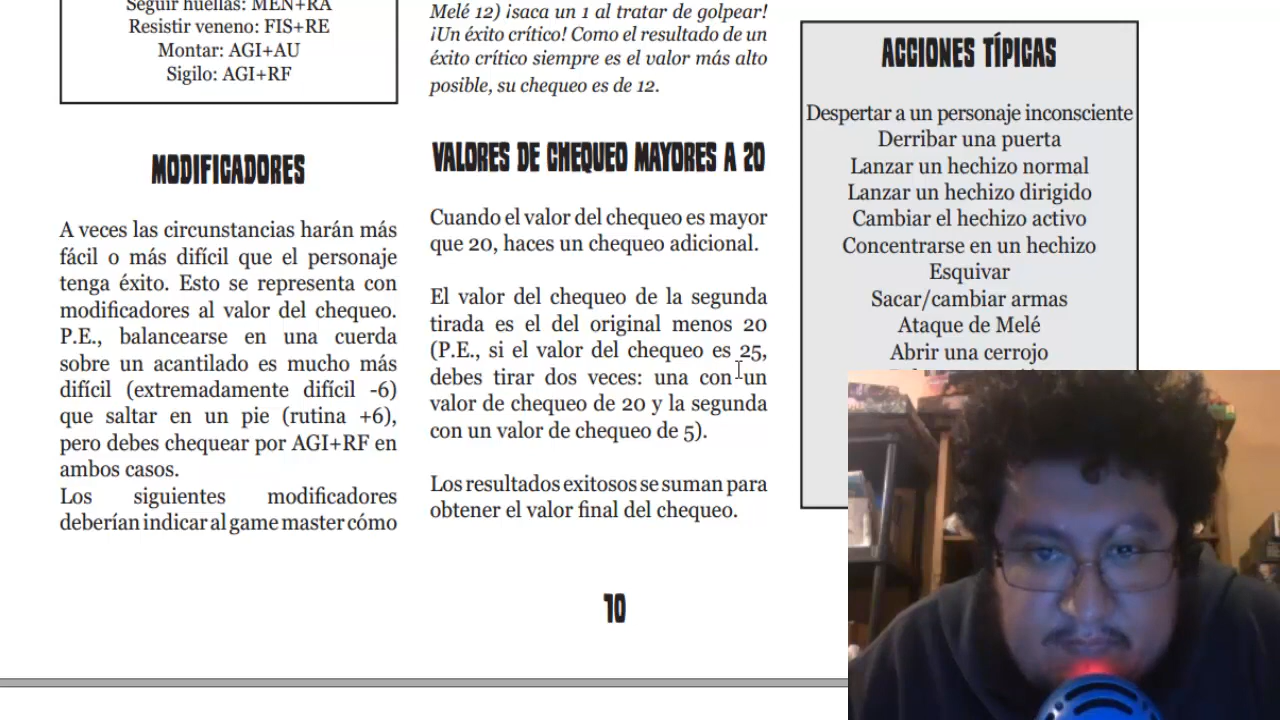 Seguir huellas: MEN+RA
Resistir veneno: FIS+RE
Montar: AGI+AU
Sigilo: AGI+RF
MODIFICADORES
A veces las circunstancias harán más
fácil o más difícil que el personaje
tenga éxito. Esto se representa con
modificadores al valor del chequeo.
P.E., balancearse en una cuerda
sobre un acantilado es mucho más
difícil (extremadamente difícil -6)
que saltar en un pie (rutina +6),
pero debes chequear por AGI+RF en
ambos casos.
Los siguientes modificadores
deberían indicar al game master cómo
Melé 12) ¡saca un 1 al tratar de golpear!
¡Un éxito crítico! Como el resultado de un
éxito crítico siempre es el valor más alto
posible, su chequeo es de 12.
VALORES DE CHEQUEO MAYORES A 20
Cuando el valor del chequeo es mayor
que 20, haces un chequeo adicional.
El valor del chequeo de la segunda
tirada es el del original menos 20
(P.E., si el valor del chequeo es 25,
debes tirar dos veces: una con un
valor de chequeo de 20 y la segunda
con un valor de chequeo de 5).
Los resultados exitosos se suman para
obtener el valor final del chequeo.
ACCIONES TÍPICAS
Despertar a un personaje inconsciente
Derribar una puerta
Lanzar un hechizo normal
Lanzar un hechizo dirigido
Cambiar el hechizo activo
Concentrarse en un hechizo
Esquivar
Sacar/cambiar armas
Ataque de Melé
Abrir una cerrojo
10